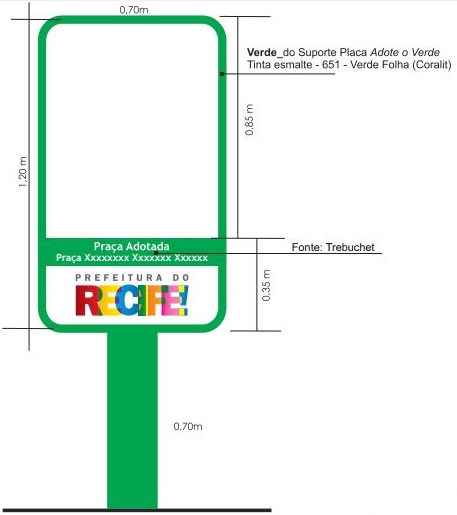 0,70m
Verde_do Suporte Placa Adote o Verde
Tinta esmalte - 651 - Verde Folha (Coralit)
0.85 m
1,20 m
Praça Adotada
Praça Xxxxxxxx Xxxxxxx Xxxxxx
Fonte: Trebuchet
PREFEITURA DO
RECIFE!
0.35 m
0,70m